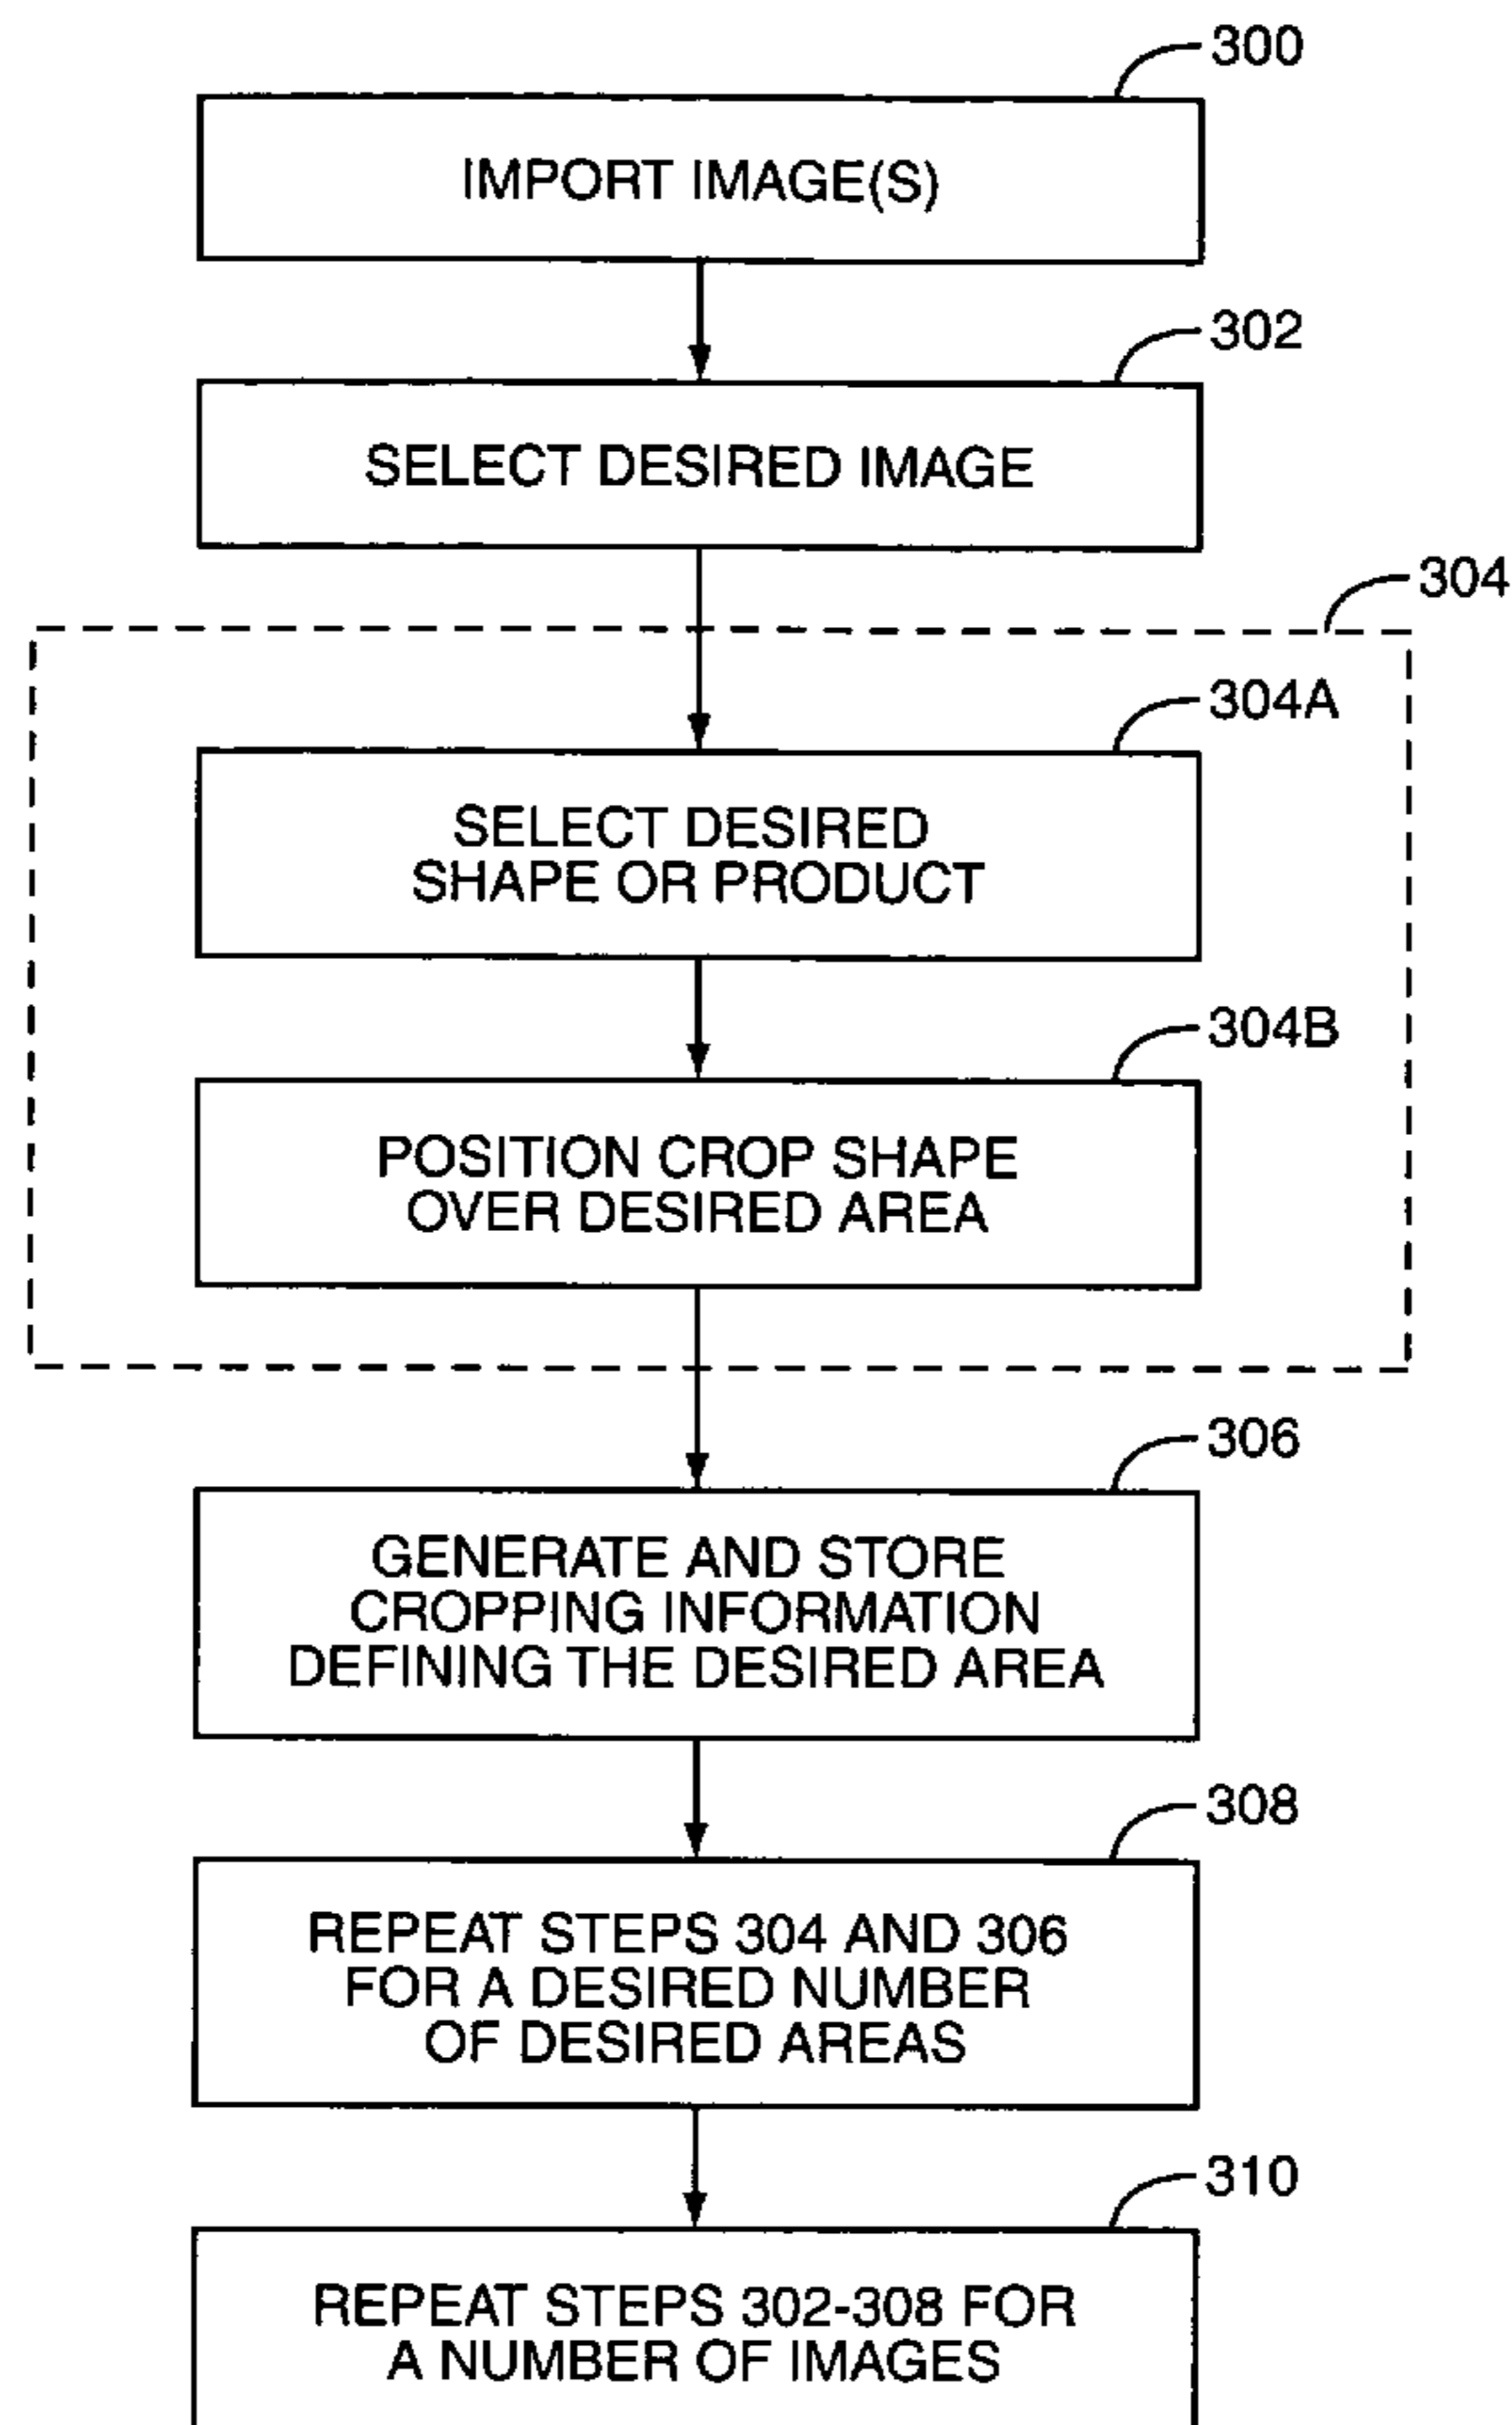 300
IMPORT IMAGE(S)
302
SELECT DESIRED IMAGE
304
304A
SELECT DESIRED
SHAPE OR PRODUCT
304B
POSITION CROP SHAPE
OVER DESIRED AREA
306
GENERATE AND STORE
CROPPING INFORMATION
DEFINING THE DESIRED AREA
308
REPEAT STEPS 304 AND 306
FOR A DESIRED NUMBER
OF DESIRED AREAS
310
REPEAT STEPS 302-308 FOR
A NUMBER OF IMAGES